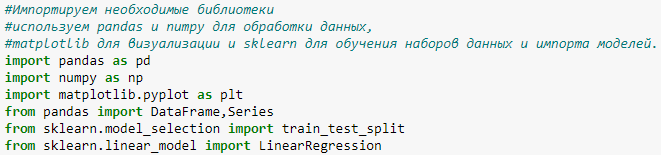 #Импортируем необходимые библиотеки
#используем pandas и numpy для обработки данных,
#matplotlib для визуализации и sklearn для обучения наборов данных и импорта моделей.
import pandas as pd
import numpy as np
import matplotlib.pyplot as plt
from pandas import DataFrame,Series
from sklearn.model_selection import train_test_split
from sklearn.linear_model import LinearRegression